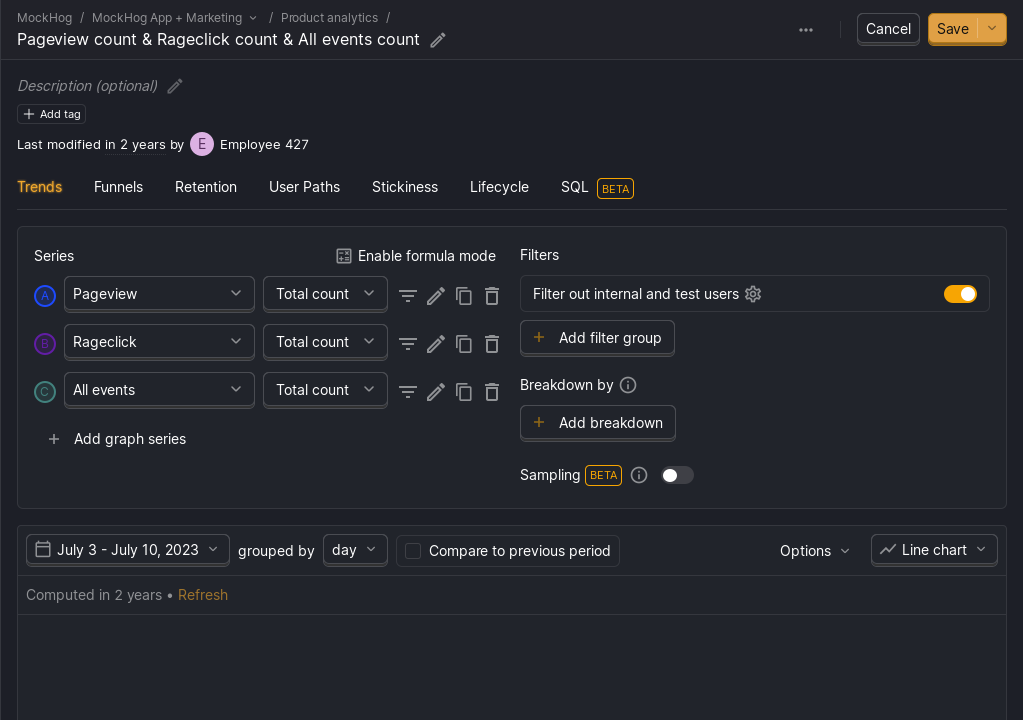 MockHog / MockHog App + Marketing / Product analytics /
Pageview count & Rageclick count & All events count
Cancel
Save
Description (optional)
Add tag
Last modified in 2 years by E Employee 427
Trends Funnels Retention User Paths Stickiness Lifecycle SQL BETA
Series
Enable formula mode
A Pageview Total count
B Rageclick Total count
C All events Total count
Add graph series
Filters
Filter out internal and test users
Add filter group
Breakdown by
Add breakdown
Sampling BETA
July 3 - July 10, 2023 grouped by day Compare to previous period Options Line chart
Computed in 2 years • Refresh